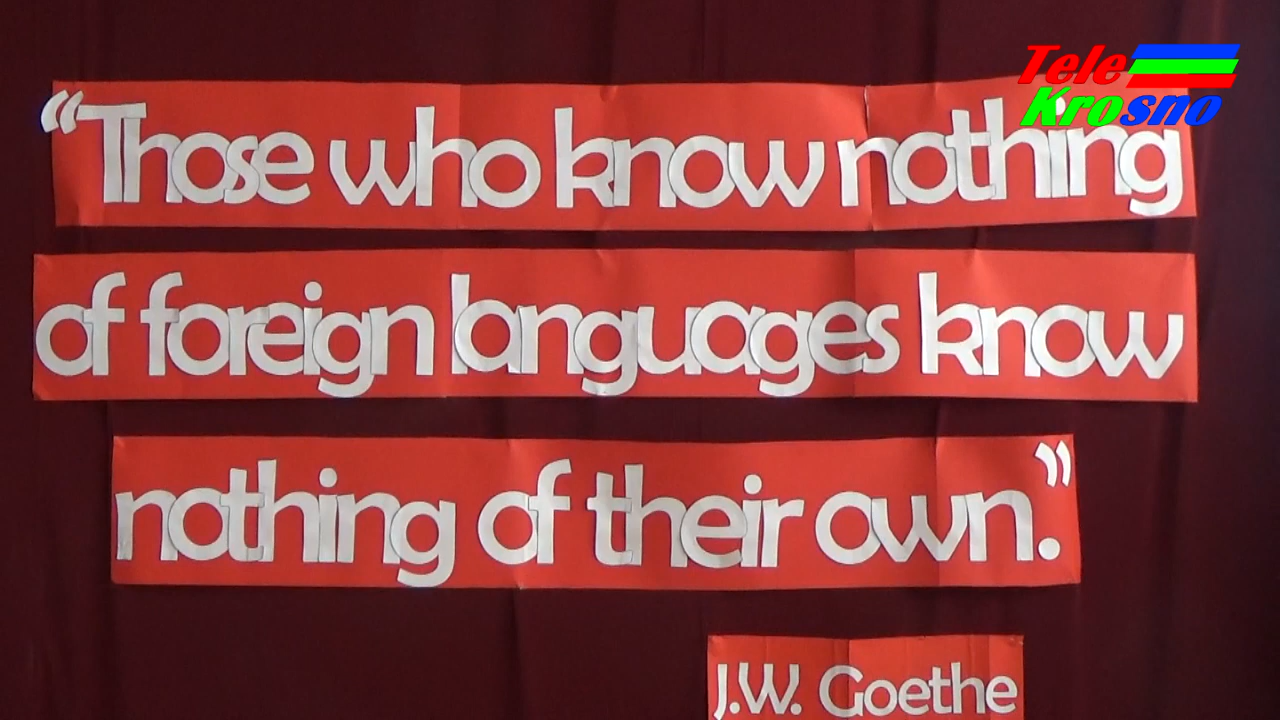 Tele
Krosno
“Those who know nothing
of foreign languages know
nothing of their own.”
J.W. Goethe